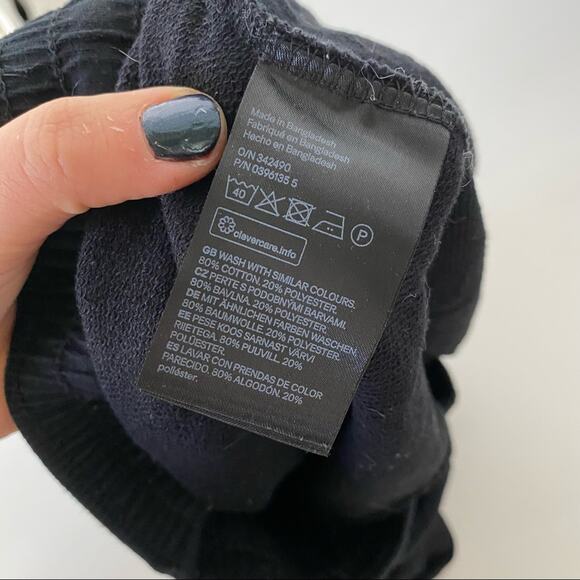 Made in Bangladesh
Fabriqué en Bangladesh
Hecho en Bangladesh
O/N 342490
P/N 0396135 5
40
P
clevercare.info
GB WASH WITH SIMILAR COLOURS.
80% COTTON, 20% POLYESTER.
CZ PERTE S PODOBNÝMI BARVAMI.
80% BAVLNA. 20% POLYESTER.
DE MIT ÄHNLICHEN FARBEN WASCHEN.
80% BAUMWOLLE. 20% POLYESTER.
EE PESE KOOS SARNAST VÄRVI
RIIETEGA. 80% PUUVILL. 20%
POLÜESTER.
ES LAVAR CON PRENDAS DE COLOR
PARECIDO. 80% ALGODÓN. 20%
poliéster.